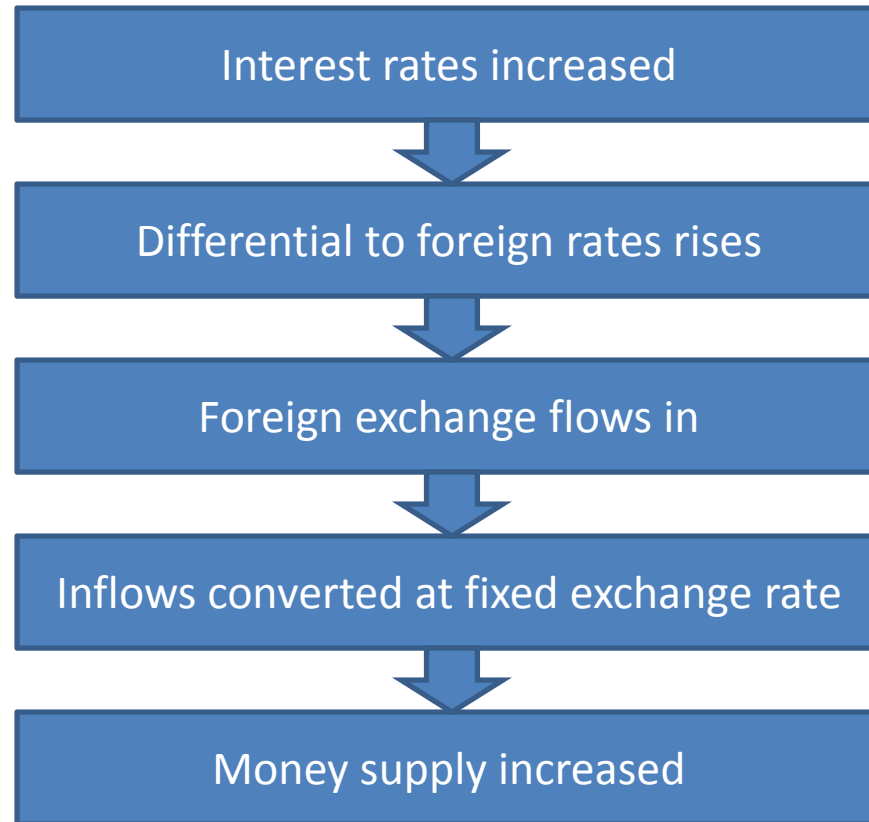 Interest rates increased
Differential to foreign rates rises
Foreign exchange flows in
Inflows converted at fixed exchange rate
Money supply increased